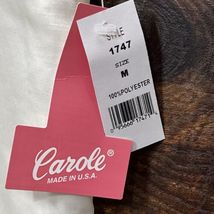 STYLE
1747
SIZE
M
100%POLYESTER
Carole®
MADE IN U.S.A.